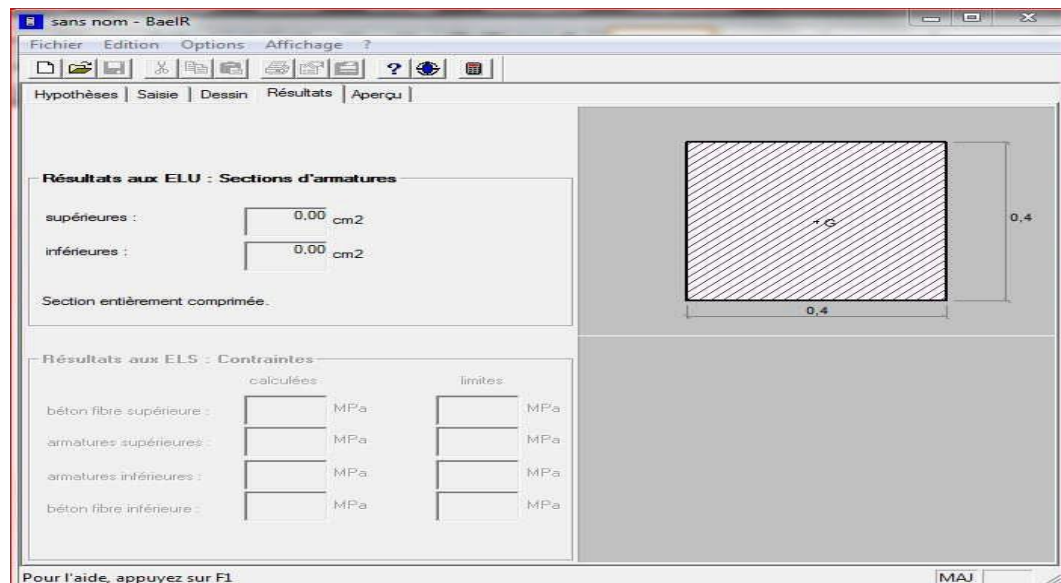 sans nom - BaelR
Fichier Edition Options Affichage ?
Hypothèses | Saisie | Dessin Résultats | Aperçu |
Résultats aux ELU : Sections d'armatures
supérieures : 0,00 cm2
inférieures : 0,00 cm2
Section entièrement comprimée.
G
0,4
0,4
Résultats aux ELS : Contraintes
calculées limites
béton fibre supérieure : MPa MPa
armatures supérieures : MPa MPa
armatures inférieures : MPa MPa
béton fibre inférieure : MPa MPa
Pour l'aide, appuyez sur F1 MAJ